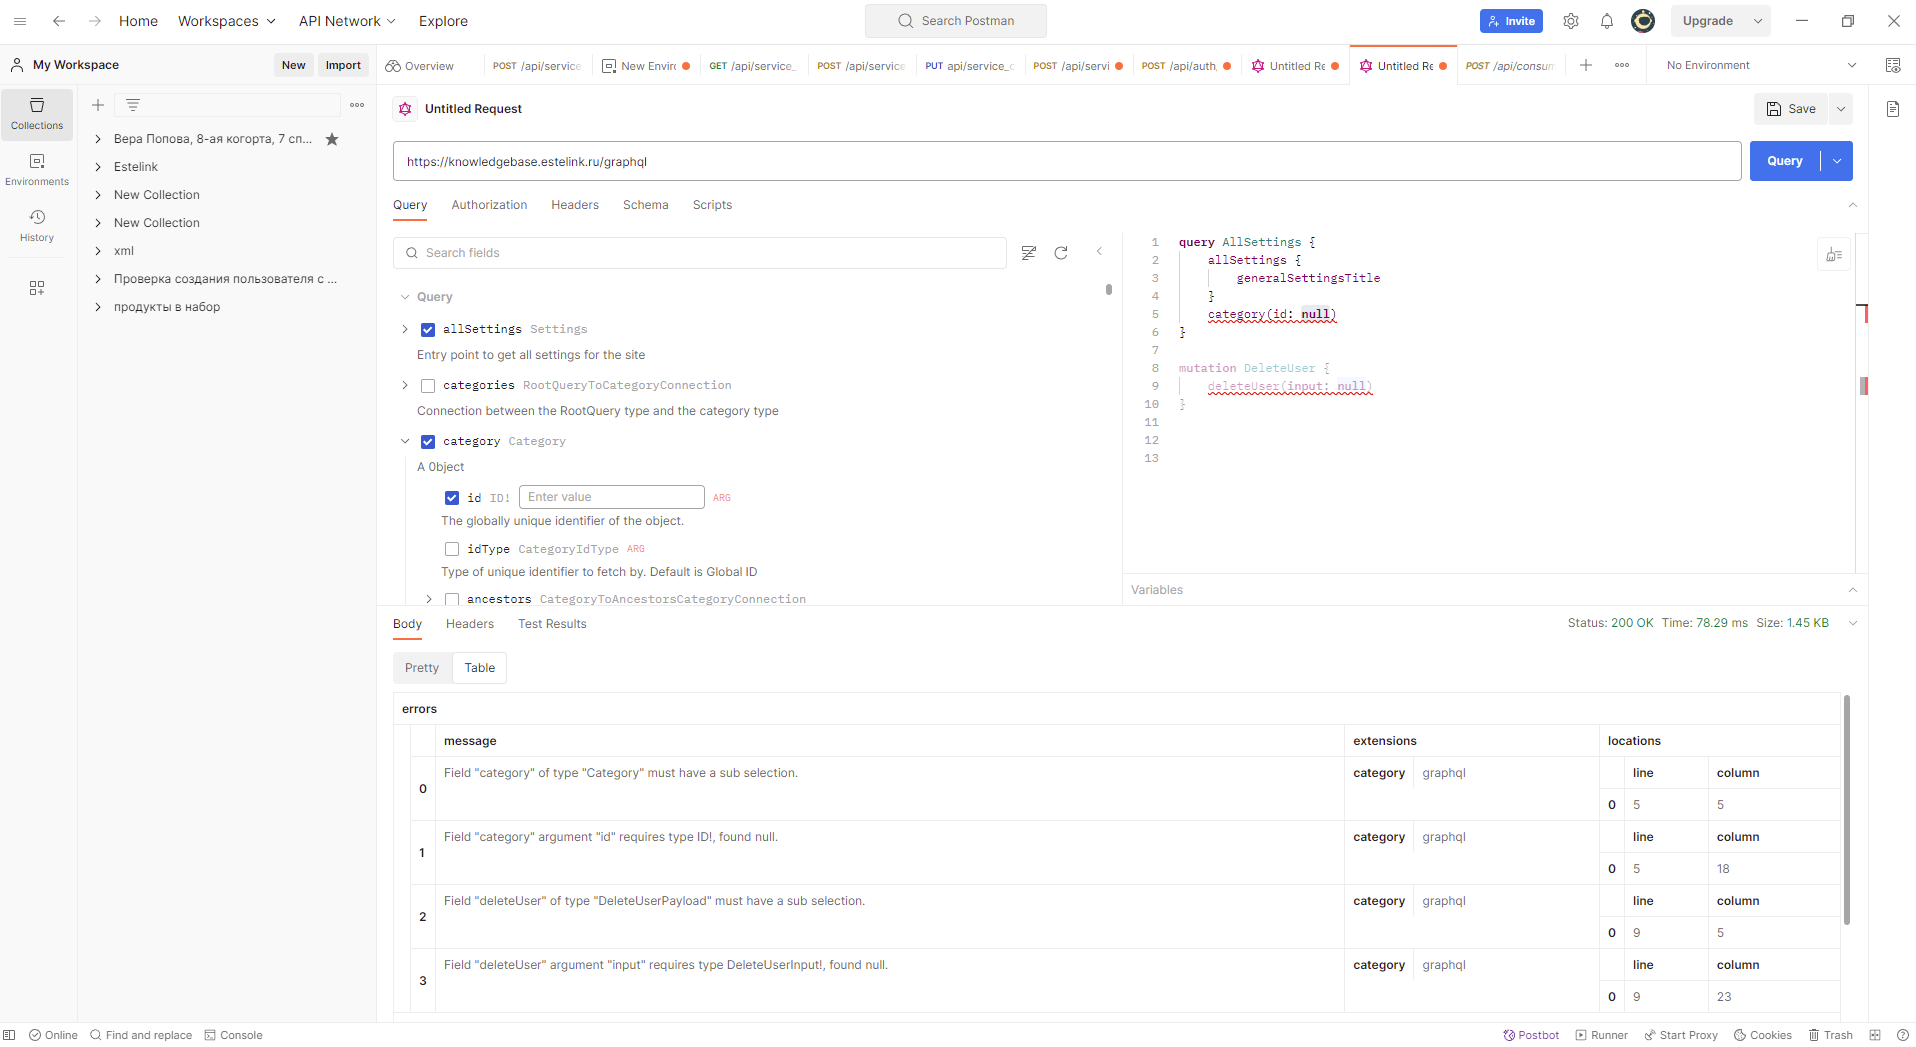 Home Workspaces API Network Explore Search Postman Invite Upgrade
My Workspace New Import Overview POST /api/service New Enviro GET /api/service_ POST /api/service PUT api/service_c POST /api/servi POST /api/auth, Untitled Re Untitled Re POST /api/consum No Environment
Collections
Environments
History
Вера Попова, 8-ая когорта, 7 сп...
Estelink
New Collection
New Collection
xml
Проверка создания пользователя с ...
продукты в набор
Untitled Request Save
https://knowledgebase.estelink.ru/graphql Query
Query Authorization Headers Schema Scripts
Search fields
Query
allSettings Settings
Entry point to get all settings for the site
categories RootQueryToCategoryConnection
Connection between the RootQuery type and the category type
category Category
A 0bject
id ID! Enter value ARG
The globally unique identifier of the object.
idType CategoryIdType ARG
Type of unique identifier to fetch by. Default is Global ID
ancestors CategoryToAncestorsCategoryConnection
1 query AllSettings {
2 allSettings {
3 generalSettingsTitle
4 }
5 category(id: null)
6 }
7
8 mutation DeleteUser {
9 deleteUser(input: null)
10 }
11
12
13
Variables
Body Headers Test Results Status: 200 OK Time: 78.29 ms Size: 1.45 KB
Pretty Table
errors
message extensions locations
0 Field "category" of type "Category" must have a sub selection. category graphql line column
0 5 5
1 Field "category" argument "id" requires type ID!, found null. category graphql line column
0 5 18
2 Field "deleteUser" of type "DeleteUserPayload" must have a sub selection. category graphql line column
0 9 5
3 Field "deleteUser" argument "input" requires type DeleteUserInput!, found null. category graphql line column
0 9 23
Online Find and replace Console Postbot Runner Start Proxy Cookies Trash